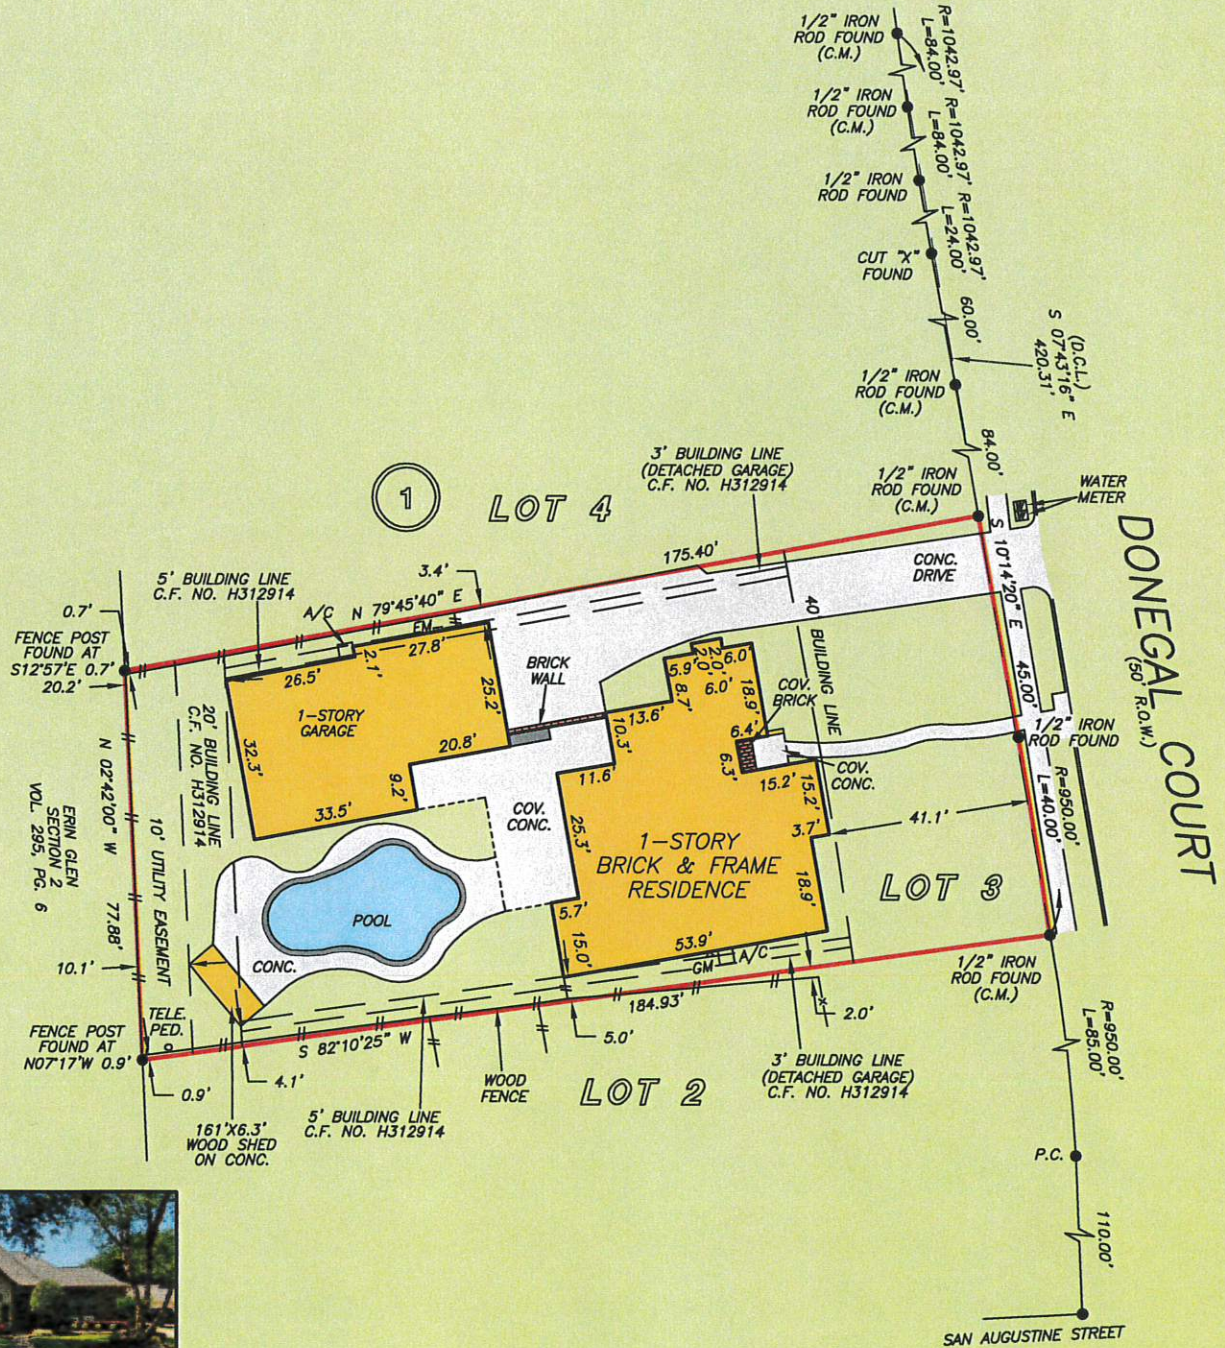 1/2" IRON
ROD FOUND
(C.M.)
R=1042.97'
L=84.00'
1/2" IRON
ROD FOUND
(C.M.)
R=1042.97'
L=84.00'
1/2" IRON
ROD FOUND
R=1042.97'
L=24.00'
CUT "X"
FOUND
60.00'
(D.C.L.)
S 07°43'16" E
420.31'
1/2" IRON
ROD FOUND
(C.M.)
84.00'
3' BUILDING LINE
(DETACHED GARAGE)
C.F. NO. H312914
1/2" IRON
ROD FOUND
(C.M.)
WATER
METER
1
LOT 4
DONEGAL COURT
(50' R.O.W.)
175.40'
CONC.
DRIVE
S 10°14'20" E
45.00'
5' BUILDING LINE
C.F. NO. H312914
3.4'
A/C
N 79°45'40" E
EM
0.7'
FENCE POST
FOUND AT
S12°57'E 0.7'
20.2'
27.8'
2.1'
26.5'
25.2'
1-STORY
GARAGE
32.3'
20.8'
9.2'
33.5'
BRICK
WALL
40' BUILDING LINE
5.9'
2.0'
2.0'
6.0'
6.0'
8.7'
18.9'
13.6'
10.3'
COV.
BRICK
6.4'
6.3'
COV.
CONC.
15.2'
15.2'
11.6'
3.7'
41.1'
1/2" IRON
ROD FOUND
R=950.00'
L=40.00'
20' BUILDING LINE
C.F. NO. H312914
N 02°42'00" W
77.88'
10' UTILITY EASEMENT
ERIN GLEN
SECTION 2
VOL. 295, PG. 6
COV.
CONC.
25.3'
1-STORY
BRICK & FRAME
RESIDENCE
LOT 3
18.9'
5.7'
15.0'
53.9'
POOL
CONC.
10.1'
GM
A/C
1/2" IRON
ROD FOUND
(C.M.)
184.93'
2.0'
TELE.
PED.
S 82°10'25" W
5.0'
FENCE POST
FOUND AT
N07°17'W 0.9'
0.9'
4.1'
WOOD
FENCE
LOT 2
3' BUILDING LINE
(DETACHED GARAGE)
C.F. NO. H312914
5' BUILDING LINE
C.F. NO. H312914
161'X6.3'
WOOD SHED
ON CONC.
R=950.00'
L=85.00'
P.C.
110.00'
SAN AUGUSTINE STREET